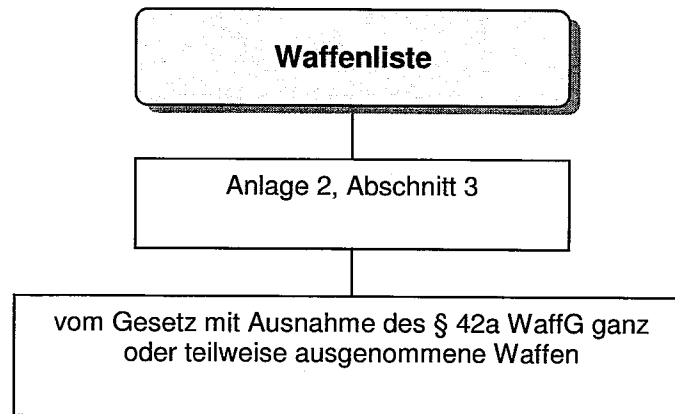 Waffenliste
Anlage 2, Abschnitt 3
vom Gesetz mit Ausnahme des § 42a WaffG ganz
oder teilweise ausgenommene Waffen